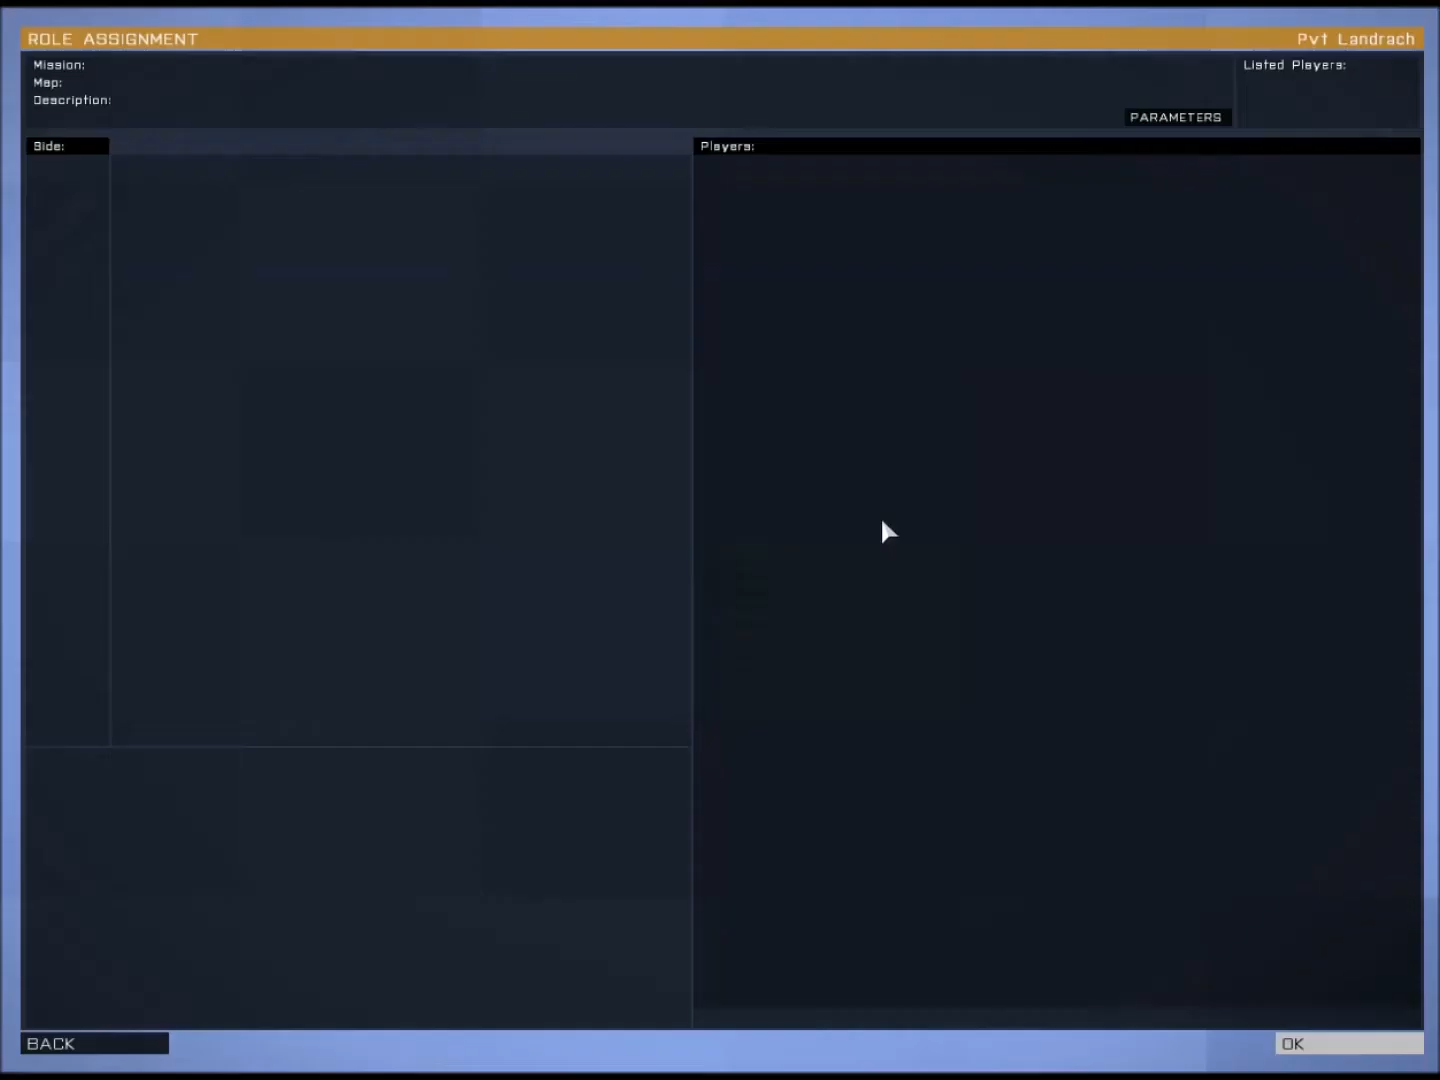 ROLE ASSIGNMENT
Pvt Landrach
Mission:
Map:
Description:
Listed Players:
PARAMETERS
Side:
Players:
BACK
OK